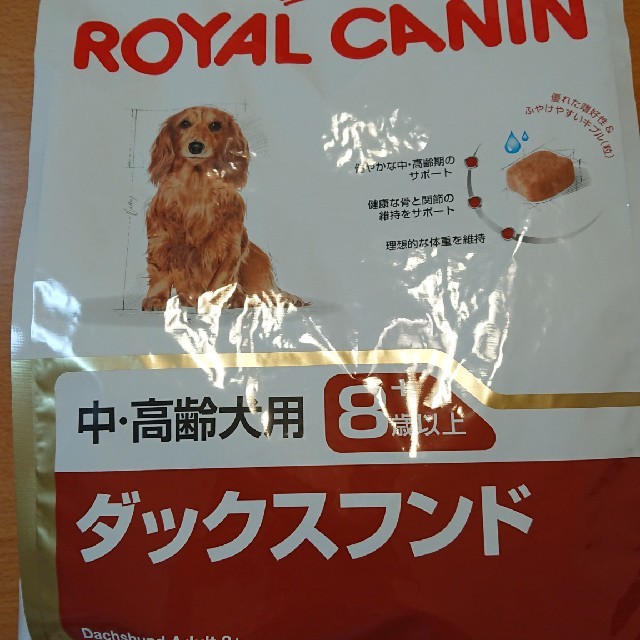 ROYAL CANIN
優れた嗜好性＆
ふやけやすいキブル(粒)
健やかな中・高齢期の
サポート
健康な骨と関節の
維持をサポート
理想的な体重を維持
中・高齢犬用
8+
歳以上
ダックスフンド
Dachshund Adult 8+